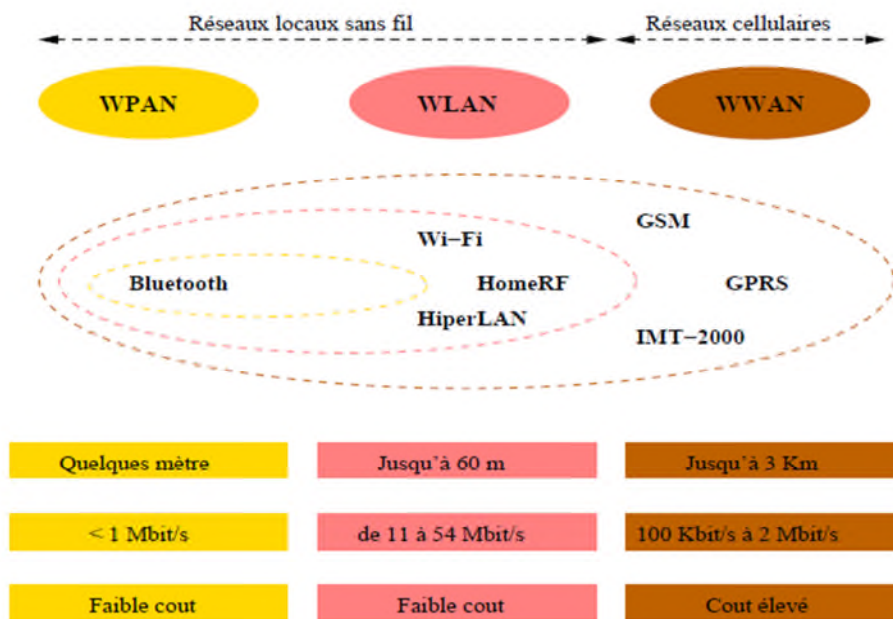 Réseaux locaux sans fil
Réseaux cellulaires
WPAN
WLAN
WWAN
GSM
Wi−Fi
Bluetooth
HomeRF
GPRS
HiperLAN
IMT−2000
Quelques mètre
Jusqu'à 60 m
Jusqu'à 3 Km
< 1 Mbit/s
de 11 à 54 Mbit/s
100 Kbit/s à 2 Mbit/s
Faible cout
Faible cout
Cout élevé